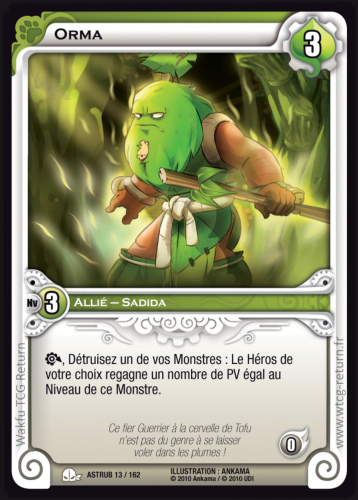 Orma
3
Nv 3 Allié – Sadida
, Détruisez un de vos Monstres : Le Héros de
votre choix regagne un nombre de PV égal au
Niveau de ce Monstre.
Ce fier Guerrier à la cervelle de Tofu
n'est pas du genre à se laisser
voler dans les plumes !
0
ASTRUB 13 / 162
ILLUSTRATION : ANKAMA
© 2010 Ankama / © 2010 UDI
Wakfu TCG Return
www.wtcg-return.fr